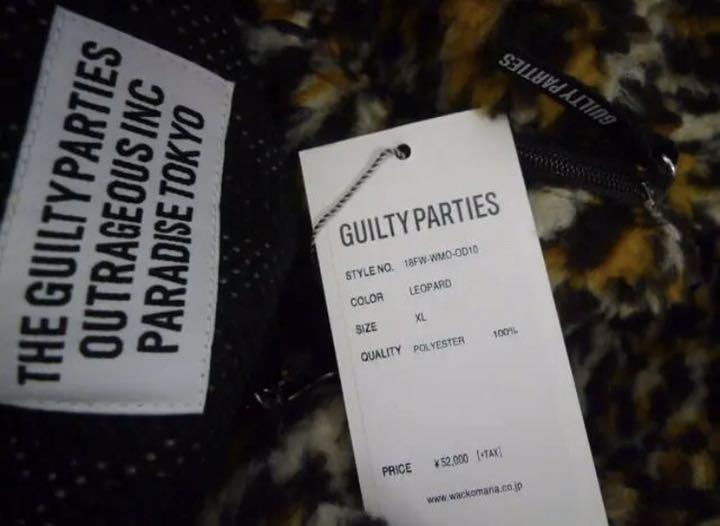 THE GUILTY PARTIES
OUTRAGEOUS INC
PARADISE TOKYO
GUILTY PARTIES
GUILTY PARTIES
STYLE NO. 18FW-WMO-OD10
COLOR LEOPARD
SIZE XL
QUALITY POLYESTER 100%
PRICE ¥52,000 [+TAX]
www.wackomaria.co.jp